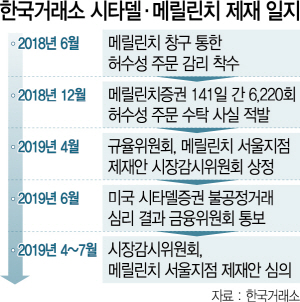 한국거래소 시타델·메릴린치 제재 일지
2018년 6월
메릴린치 창구 통한
허수성 주문 감리 착수
2018년 12월
메릴린치증권 141일 간 6,220회
허수성 주문 수탁 사실 적발
2019년 4월
규율위원회, 메릴린치 서울지점
제재안 시장감시위원회 상정
2019년 6월
미국 시타델증권 불공정거래
심리 결과 금융위원회 통보
2019년 4~7월
시장감시위원회,
메릴린치 서울지점 제재안 심의
자료 : 한국거래소